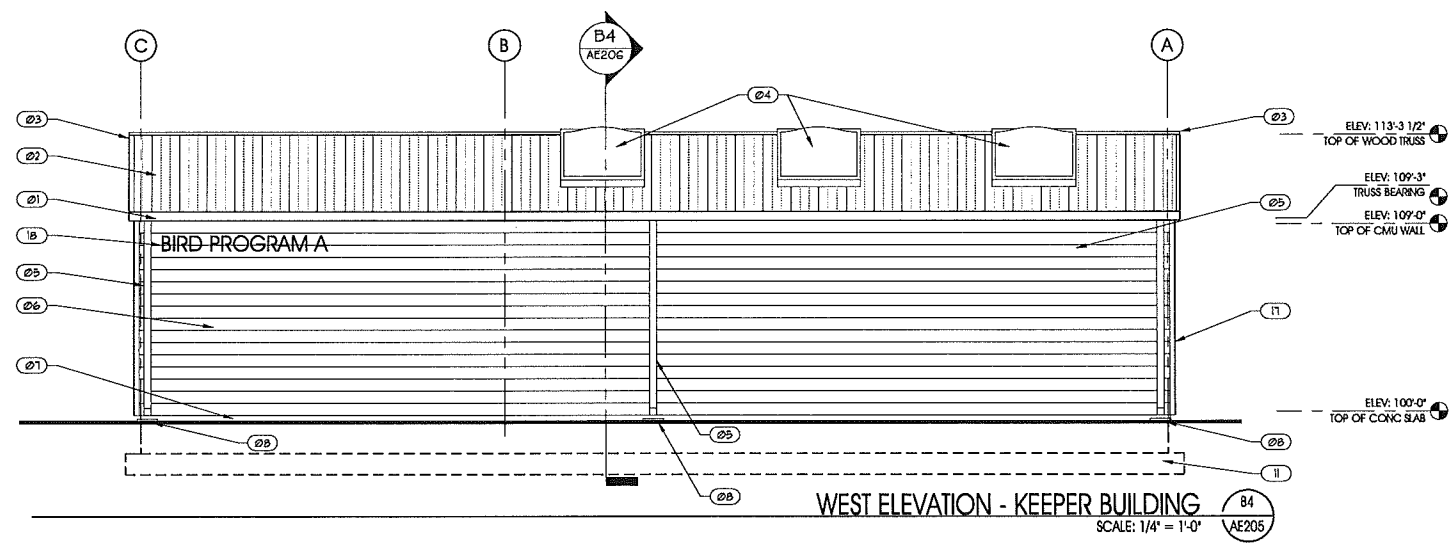 C
B
B4
AE206
A
Ø4
Ø3
Ø3
ELEV: 113'-3 1/2"
TOP OF WOOD TRUSS
Ø2
ELEV: 109'-3"
TRUSS BEARING
Ø1
Ø5
ELEV: 109'-0"
TOP OF CMU WALL
18
BIRD PROGRAM A
Ø5
Ø6
17
Ø7
ELEV: 100'-0"
TOP OF CONC SLAB
Ø8
Ø5
Ø8
11
Ø8
WEST ELEVATION - KEEPER BUILDING
SCALE: 1/4" = 1'-0"
B4
AE205